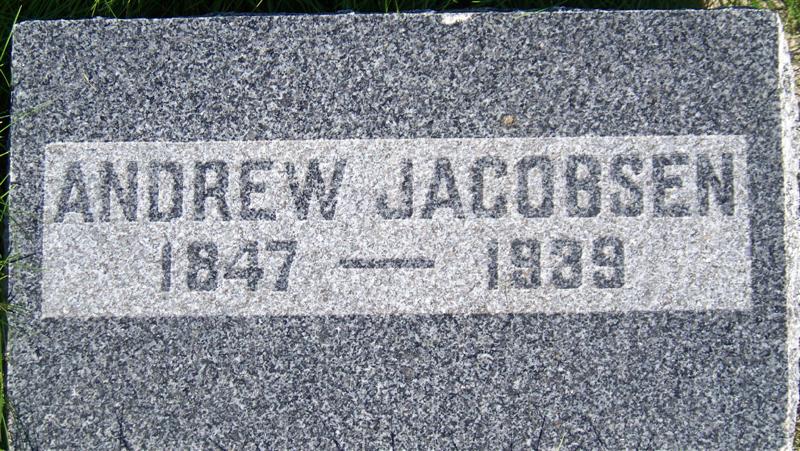 ANDREW JACOBSEN
1847 — 1939